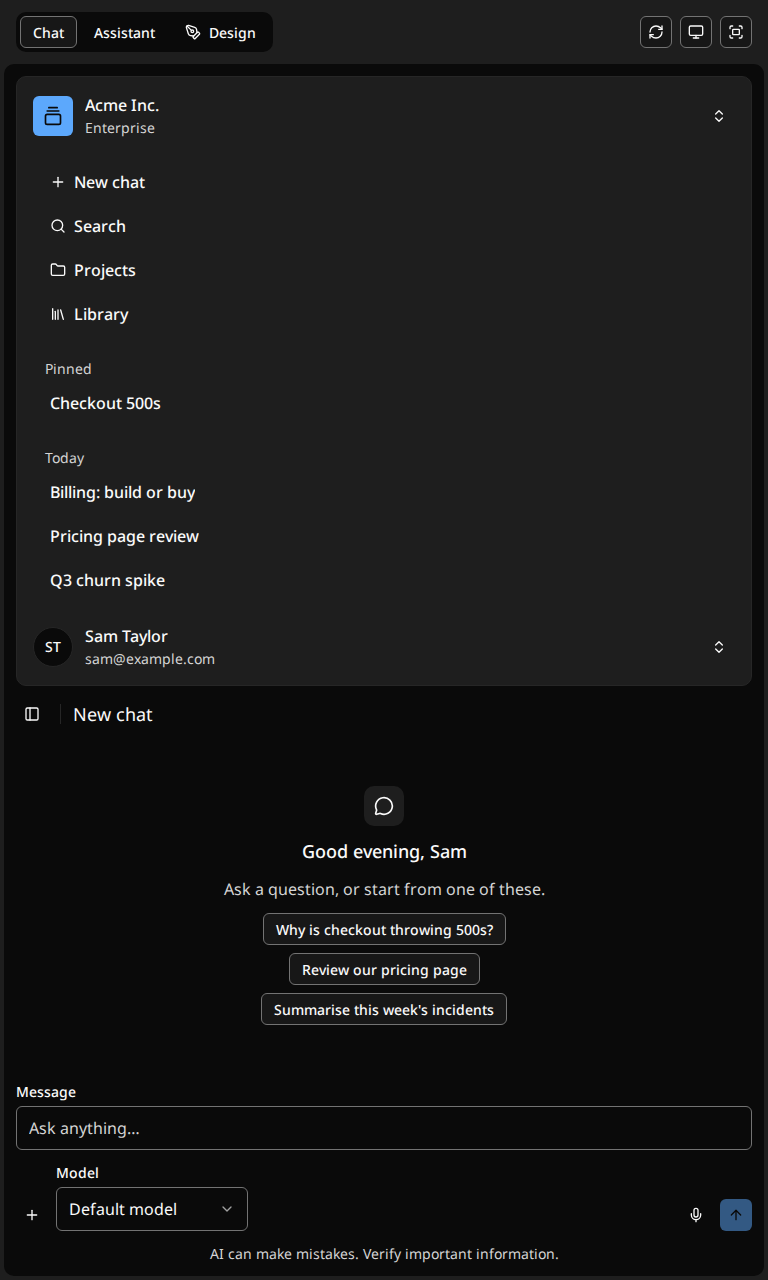 Chat
Assistant
Design
Acme Inc.
Enterprise
New chat
Search
Projects
Library
Pinned
Checkout 500s
Today
Billing: build or buy
Pricing page review
Q3 churn spike
ST
Sam Taylor
sam@example.com
New chat
Good evening, Sam
Ask a question, or start from one of these.
Why is checkout throwing 500s?
Review our pricing page
Summarise this week's incidents
Message
Ask anything...
Model
Default model
AI can make mistakes. Verify important information.